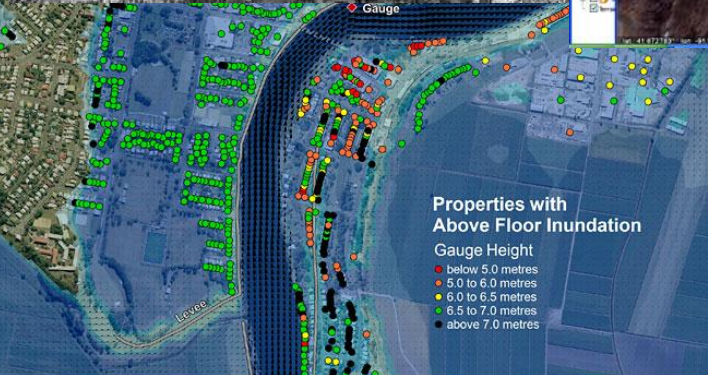 Gauge
Levee
Properties with
Above Floor Inundation
Gauge Height
below 5.0 metres
5.0 to 6.0 metres
6.0 to 6.5 metres
6.5 to 7.0 metres
above 7.0 metres